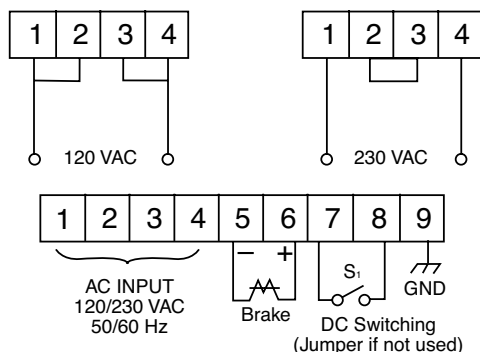 1 2 3 4
120 VAC
1 2 3 4
230 VAC
1 2 3 4 5 6 7 8 9
AC INPUT
120/230 VAC
50/60 Hz
− +
Brake
S1
DC Switching
(Jumper if not used)
GND